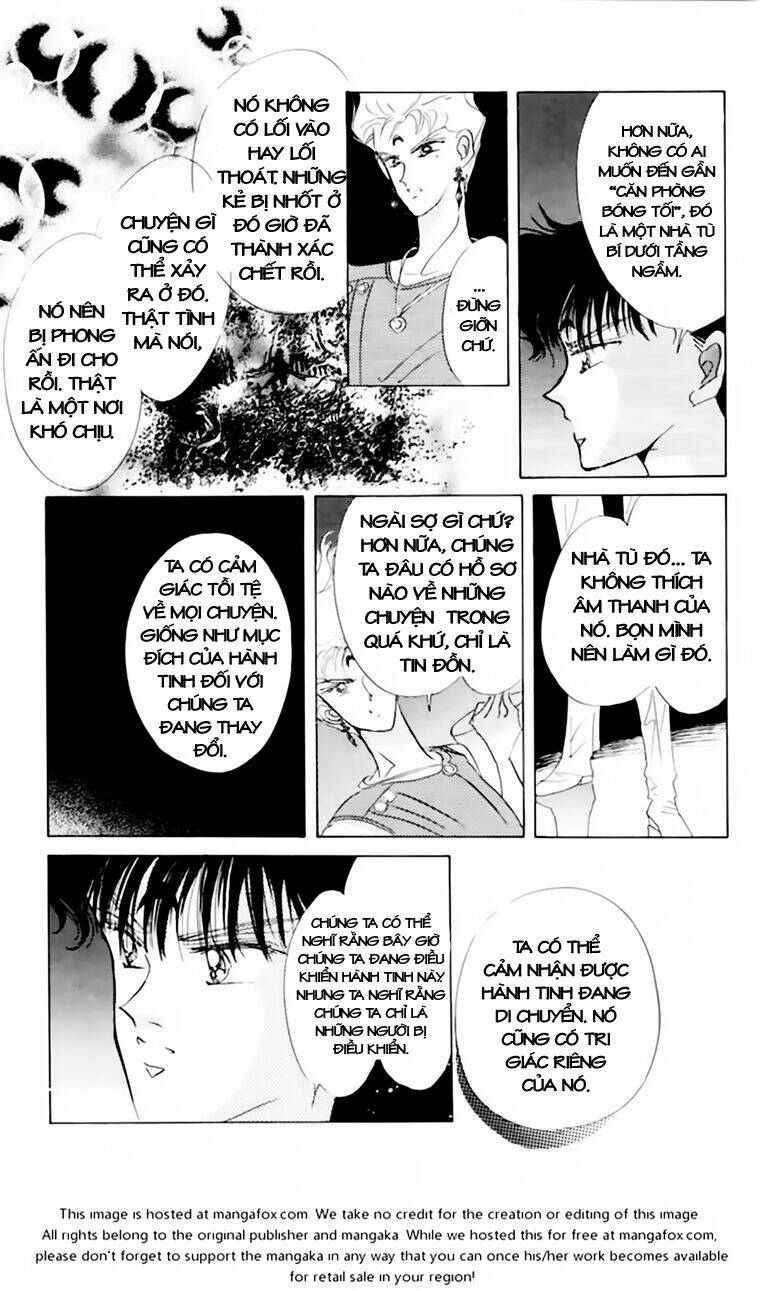 HƠN NỮA,
KHÔNG CÓ AI
MUỐN ĐẾN GẦN
"CĂN PHÒNG
BÓNG TỐI", ĐÓ
LÀ MỘT NHÀ TÙ
BÍ DƯỚI TẦNG
NGẦM.
...
ĐỪNG
GIỠN
CHỨ.
NÓ KHÔNG
CÓ LỐI VÀO
HAY LỐI
THOÁT. NHỮNG
KẺ BỊ NHỐT Ở
ĐÓ GIỜ ĐÃ
THÀNH XÁC
CHẾT RỒI.
CHUYỆN GÌ
CŨNG CÓ
THỂ XẢY
RA Ở ĐÓ.
THẬT TÌNH
MÀ NÓI,
NÓ NÊN
BỊ PHONG
ẤN ĐI CHO
RỒI. THẬT
LÀ MỘT NƠI
KHÓ CHỊU.
NHÀ TÙ ĐÓ... TA
KHÔNG THÍCH
ÂM THANH CỦA
NÓ. BỌN MÌNH
NÊN LÀM GÌ ĐÓ.
NGÀI SỢ GÌ CHỨ?
HƠN NỮA, CHÚNG
TA ĐÂU CÓ HỒ SƠ
NÀO VỀ NHỮNG
CHUYỆN TRONG
QUÁ KHỨ, CHỈ LÀ
TIN ĐỒN.
TA CÓ CẢM
GIÁC TỒI TỆ
VỀ MỌI CHUYỆN.
GIỐNG NHƯ MỤC
ĐÍCH CỦA HÀNH
TINH ĐỐI VỚI
CHÚNG TA
ĐANG THAY
ĐỔI.
TA CÓ THỂ
CẢM NHẬN ĐƯỢC
HÀNH TINH ĐANG
DI CHUYỂN. NÓ
CŨNG CÓ TRI
GIÁC RIÊNG
CỦA NÓ.
CHÚNG TA CÓ THỂ
NGHĨ RẰNG BÂY GIỜ
CHÚNG TA ĐANG ĐIỀU
KHIỂN HÀNH TINH NÀY.
NHƯNG TA NGHĨ RẰNG
CHÚNG TA CHỈ LÀ
NHỮNG NGƯỜI BỊ
ĐIỀU KHIỂN.
This image is hosted at mangafox.com We take no credit for the creation or editing of this image
All rights belong to the original publisher and mangaka While we hosted this for free at mangafox.com,
please don't forget to support the mangaka in any way that you can once his/her work becomes available
for retail sale in your region!